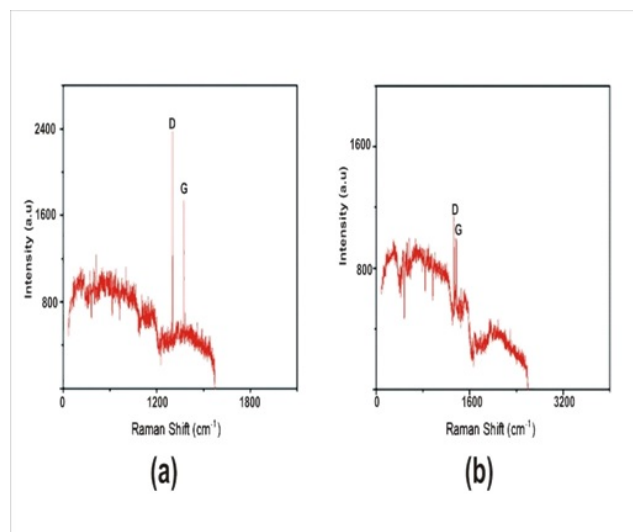 2400
1600
800
Intensity (a.u)
D
G
0
1200
1800
Raman Shift (cm-1)
(a)
1600
800
Intensity (a.u)
D
G
0
1600
3200
Raman Shift (cm-1)
(b)